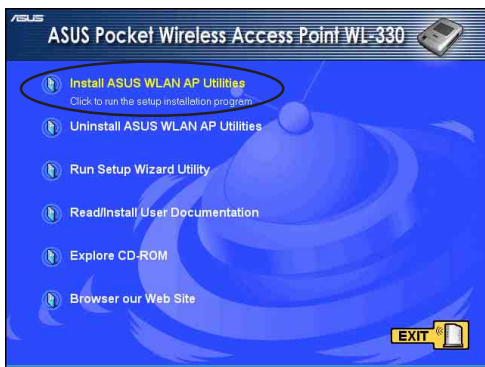 ASUS
ASUS Pocket Wireless Access Point WL-330
Install ASUS WLAN AP Utilities
Click to run the setup installation program
Uninstall ASUS WLAN AP Utilities
Run Setup Wizard Utility
Read/Install User Documentation
Explore CD-ROM
Browser our Web Site
EXIT